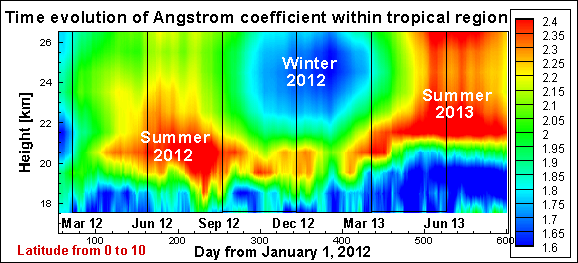 Time evolution of Angstrom coefficient within tropical region
26
24
22
20
18
Height [km]
Winter
2012
Summer
2012
Summer
2013
2.4
2.35
2.3
2.25
2.2
2.15
2.1
2.05
2
1.95
1.9
1.85
1.8
1.75
1.7
1.65
1.6
Mar 12
Jun 12
Sep 12
Dec 12
Mar 13
Jun 13
100
200
300
400
500
600
Latitude from 0 to 10
Day from January 1, 2012